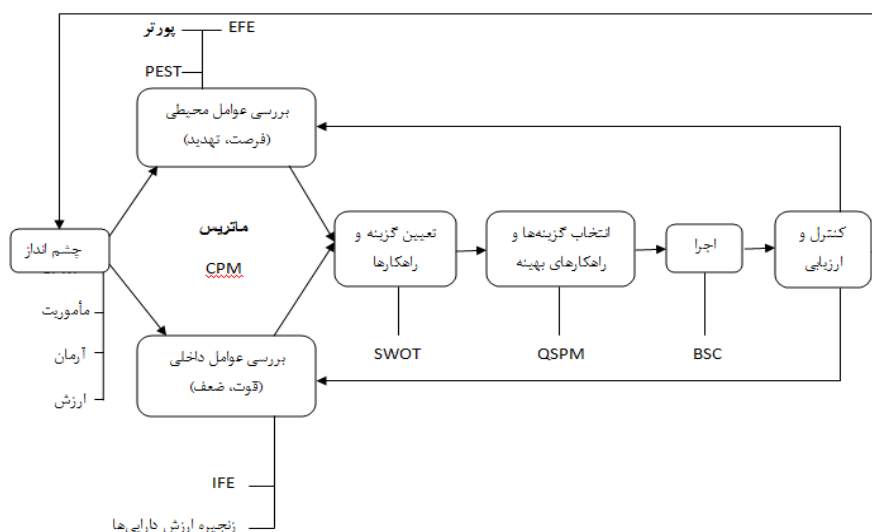 پورتر
EFE
PEST
بررسی عوامل محیطی
(فرصت، تهدید)
ماتریس
CPM
چشم انداز
مأموریت
آرمان
ارزش
تعیین گزینه و
راهکارها
SWOT
انتخاب گزینه‌ها و
راهکارهای بهینه
QSPM
اجرا
BSC
کنترل و
ارزیابی
بررسی عوامل داخلی
(قوت، ضعف)
IFE
زنجیره ارزش دارایی‌ها